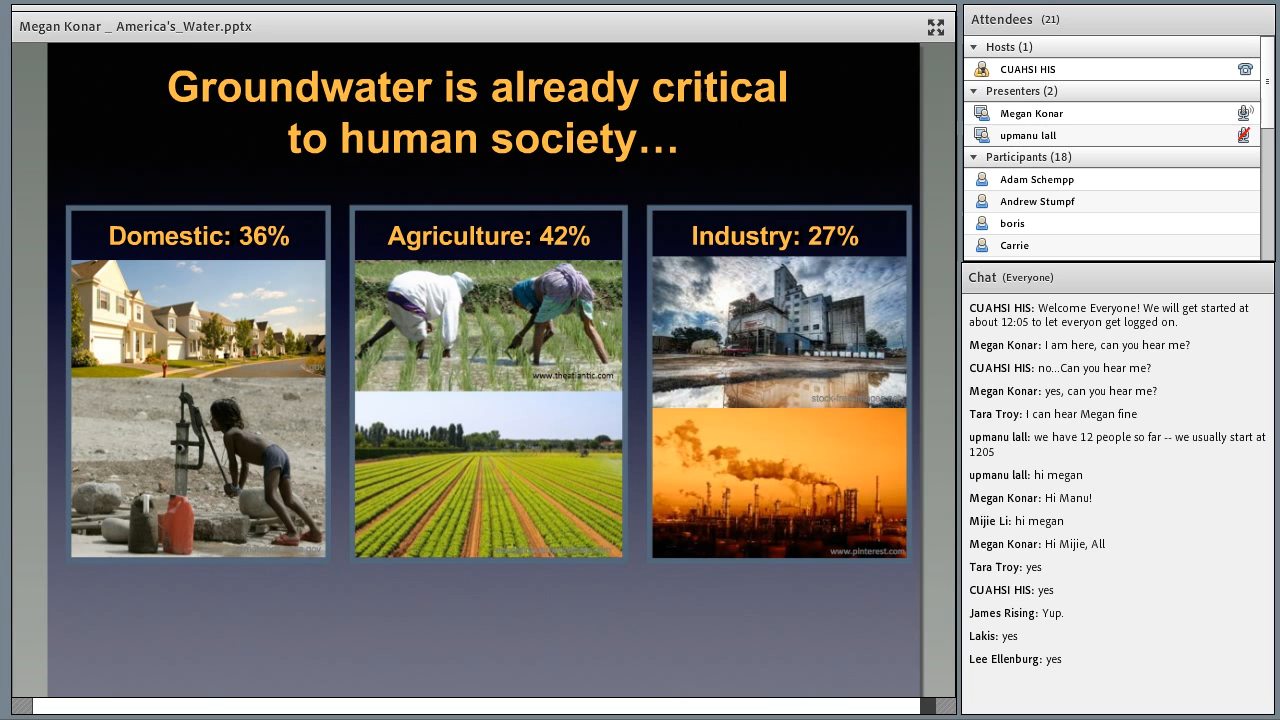 Megan Konar _ America's_Water.pptx
Groundwater is already critical
to human society…
Domestic: 36%
Agriculture: 42%
Industry: 27%
www.theatlantic.com
www.pinterest.com
Attendees (21)
Hosts (1)
CUAHSI HIS
Presenters (2)
Megan Konar
upmanu lall
Participants (18)
Adam Schempp
Andrew Stumpf
boris
Carrie
Chat (Everyone)
CUAHSI HIS: Welcome Everyone! We will get started at
about 12:05 to let everyon get logged on.
Megan Konar: I am here, can you hear me?
CUAHSI HIS: no...Can you hear me?
Megan Konar: yes, can you hear me?
Tara Troy: I can hear Megan fine
upmanu lall: we have 12 people so far -- we usually start at
1205
upmanu lall: hi megan
Megan Konar: Hi Manu!
Mijie Li: hi megan
Megan Konar: Hi Mijie, All
Tara Troy: yes
CUAHSI HIS: yes
James Rising: Yup.
Lakis: yes
Lee Ellenburg: yes